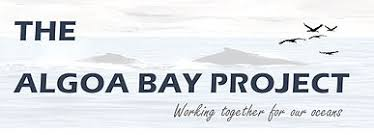 THE
ALGOA BAY PROJECT
Working together for our oceans